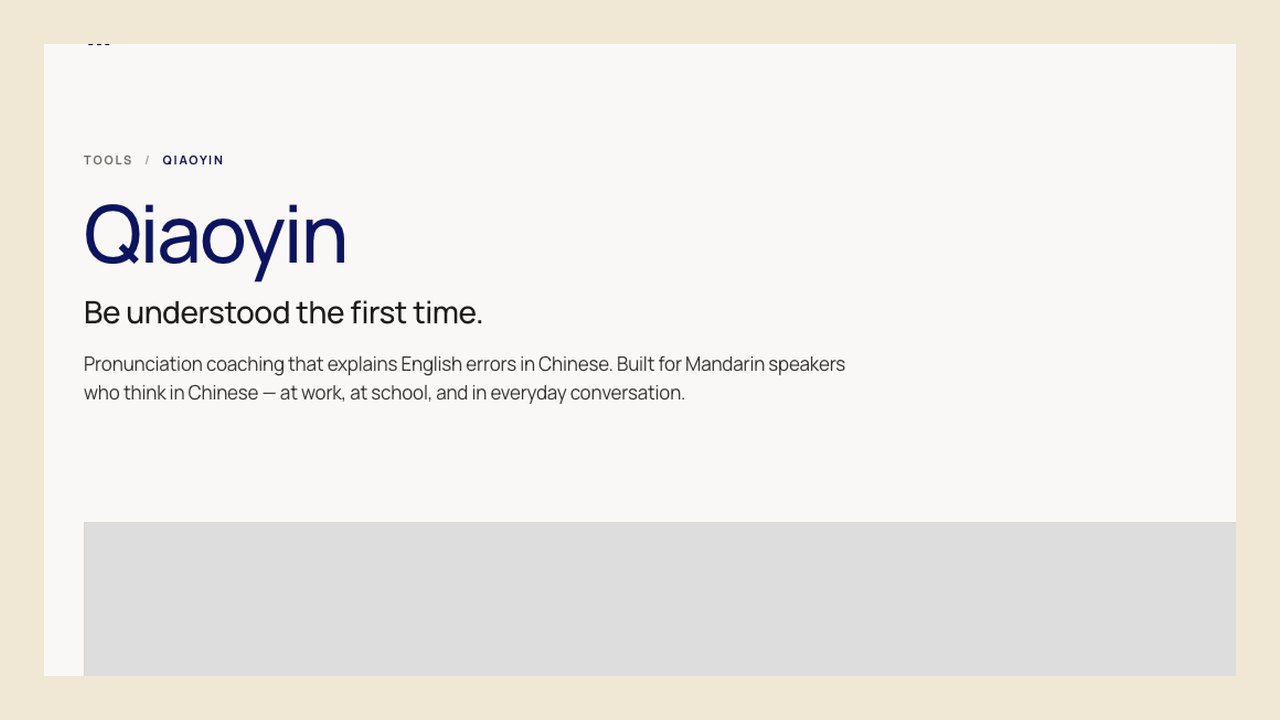 TOOLS / QIAOYIN
Qiaoyin
Be understood the first time.
Pronunciation coaching that explains English errors in Chinese. Built for Mandarin speakers
who think in Chinese — at work, at school, and in everyday conversation.